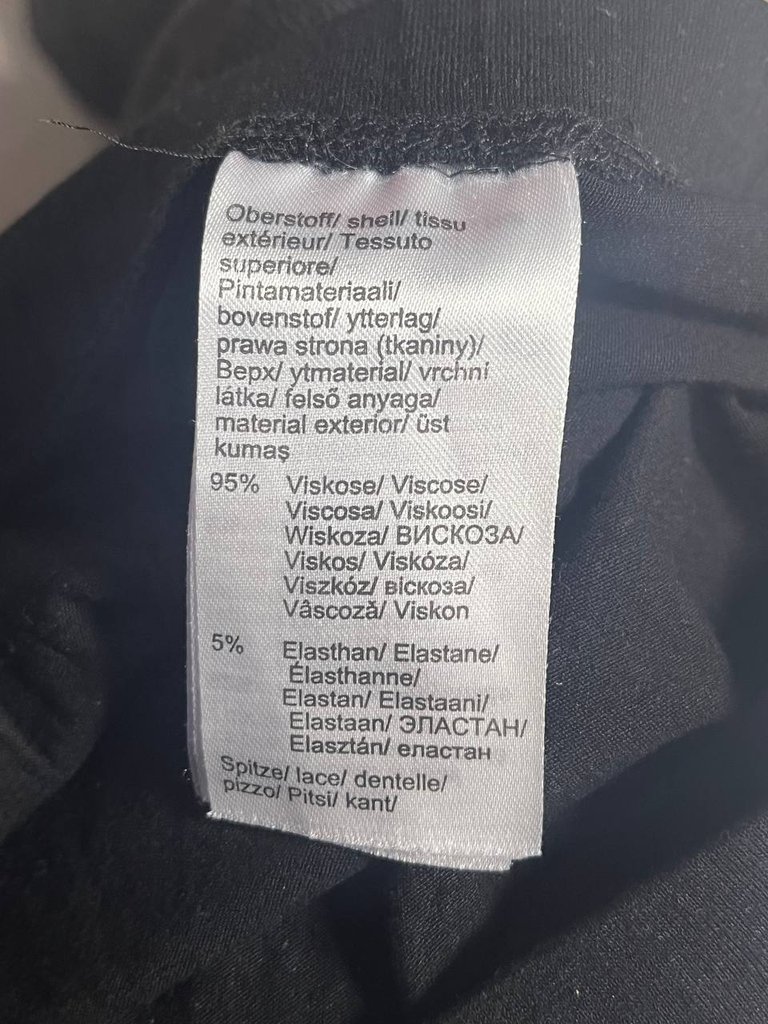 Oberstoff/ shell/ tissu
extérieur/ Tessuto
superiore/
Pintamateriaali/
bovenstof/ ytterlag/
prawa strona (tkaniny)/
Верх/ ytmaterial/ vrchní
látka/ felső anyaga/
material exterior/ üst
kumaş
95% Viskose/ Viscose/
Viscosa/ Viskoosi/
Wiskoza/ ВИСКОЗА/
Viskos/ Viskóza/
Viszkóz/ віскоза/
Vâscoză/ Viskon
5% Elasthan/ Elastane/
Élasthanne/
Elastan/ Elastaani/
Elastaan/ ЭЛАСТАН/
Elasztán/ еластан
Spitze/ lace/ dentelle/
pizzo/ Pitsi/ kant/